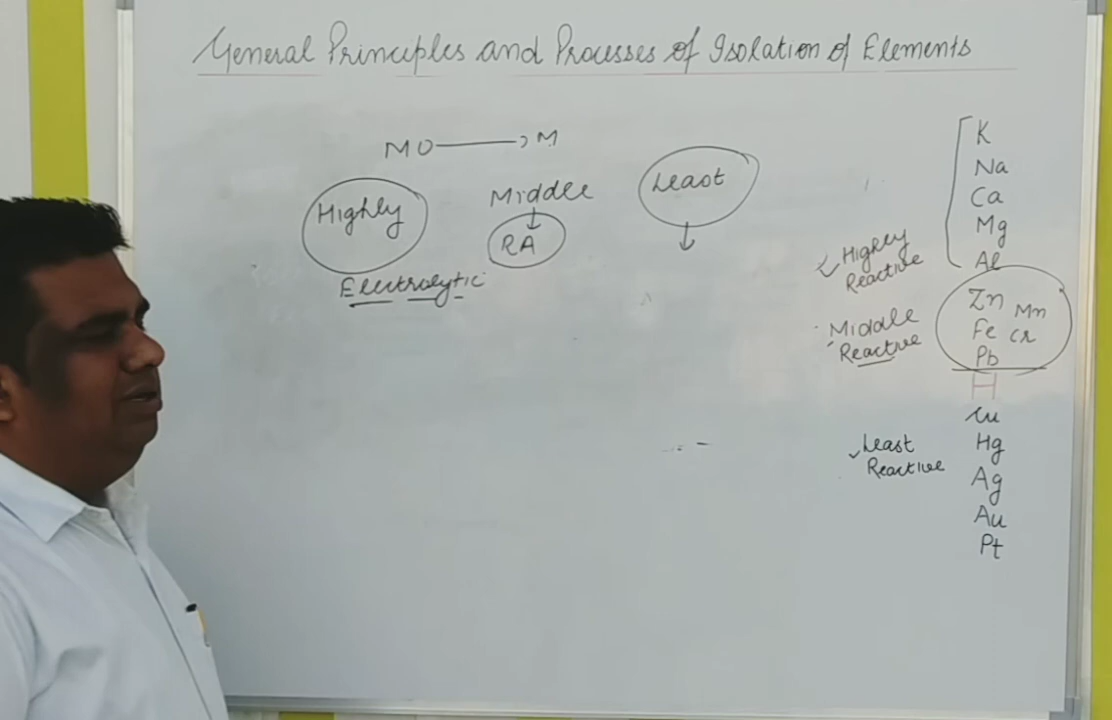 General Principles and Processes of Isolation of Elements
MO → M
Highly
Electrolytic
Middle
↓
RA
Least
↓
Highly
Reactive
Middle
Reactive
Least
Reactive
K
Na
Ca
Mg
Al
Zn Mn
Fe Cr
Pb
H
Cu
Hg
Ag
Au
Pt